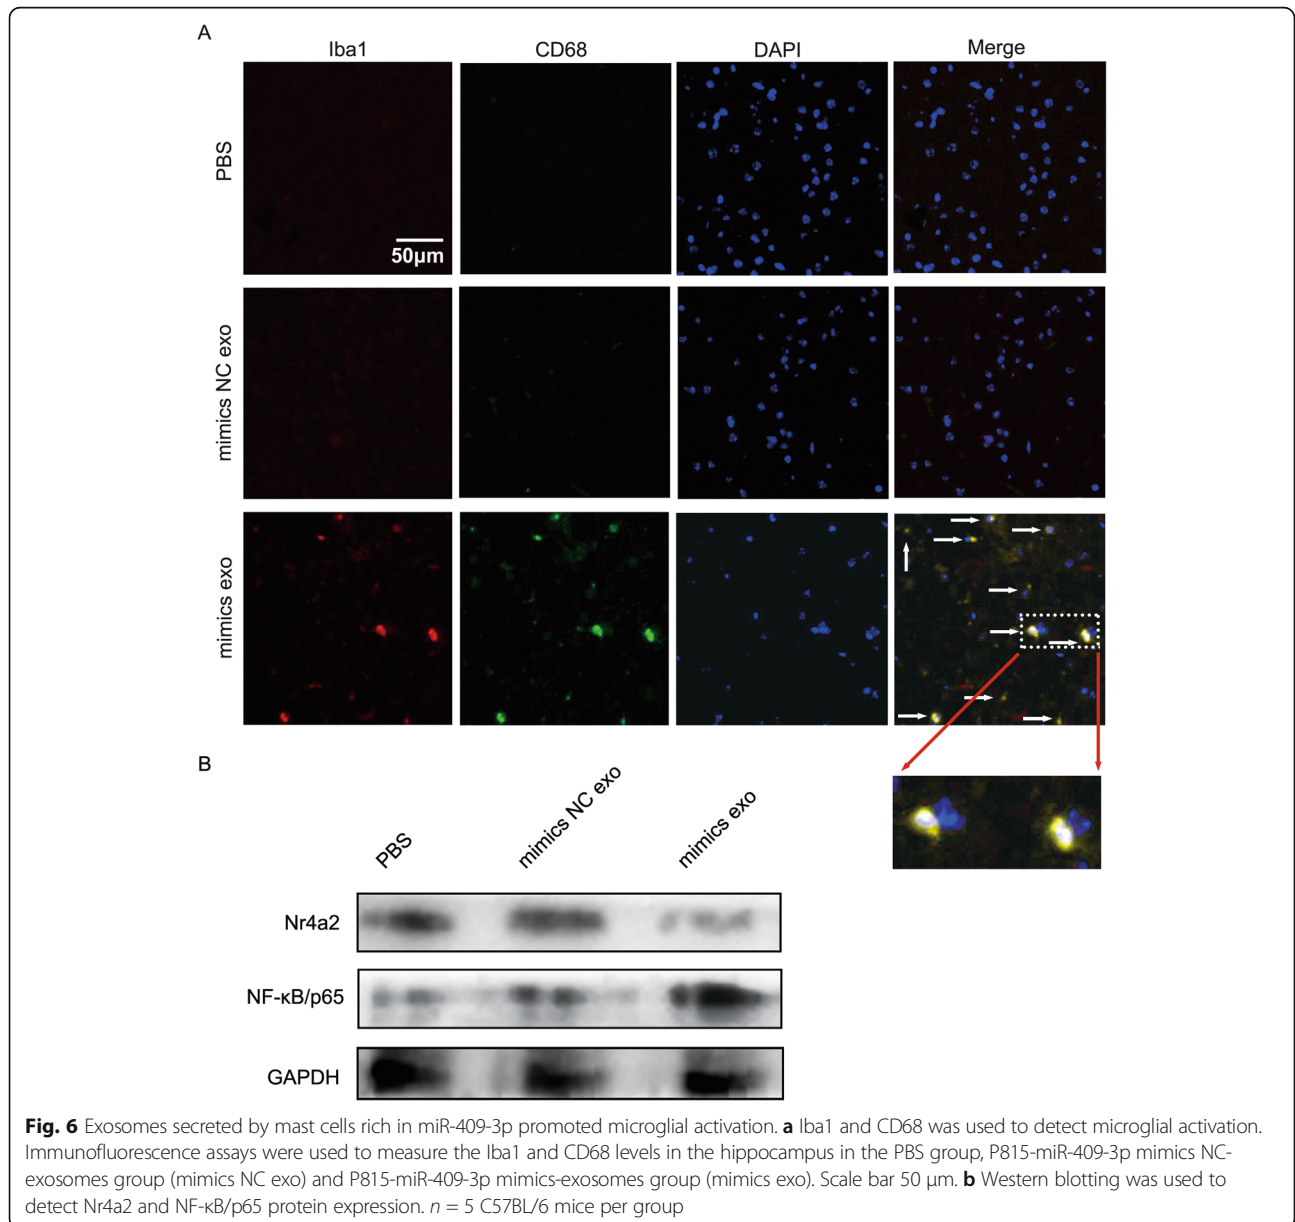 A
Iba1 CD68 DAPI Merge
PBS
50μm
mimics NC exo
mimics exo
B
PBS mimics NC exo mimics exo
Nr4a2
NF-κB/p65
GAPDH
Fig. 6 Exosomes secreted by mast cells rich in miR-409-3p promoted microglial activation. a Iba1 and CD68 was used to detect microglial activation.
Immunofluorescence assays were used to measure the Iba1 and CD68 levels in the hippocampus in the PBS group, P815-miR-409-3p mimics NC-
exosomes group (mimics NC exo) and P815-miR-409-3p mimics-exosomes group (mimics exo). Scale bar 50 μm. b Western blotting was used to
detect Nr4a2 and NF-κB/p65 protein expression. n = 5 C57BL/6 mice per group